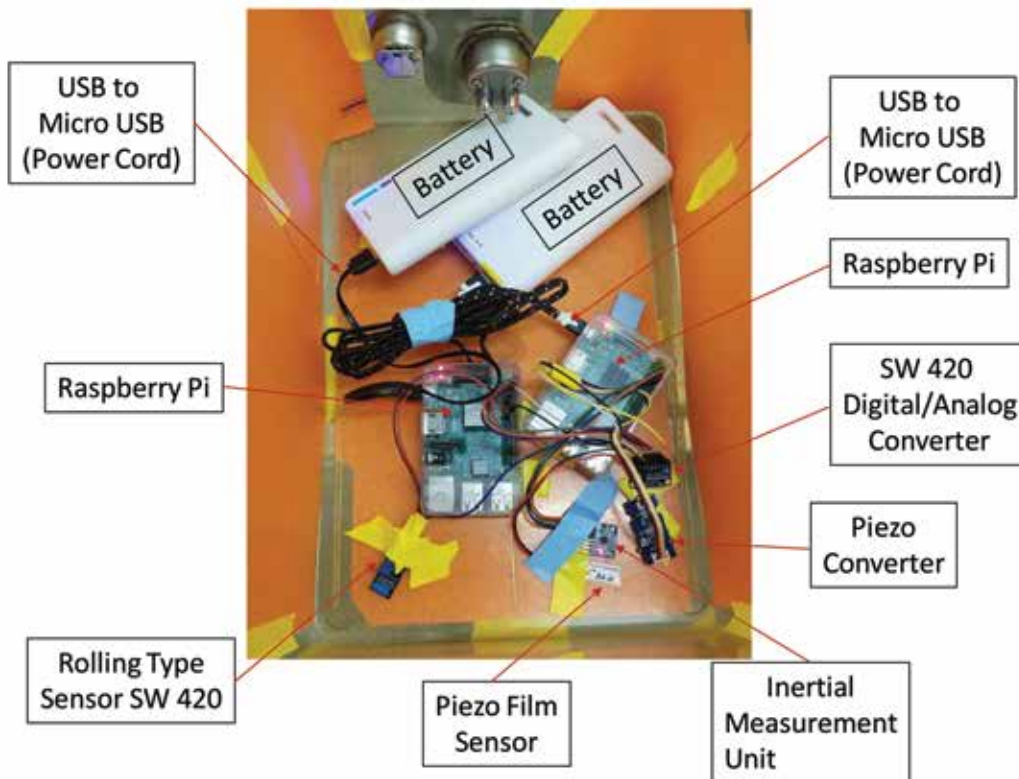 USB to
Micro USB
(Power Cord)
USB to
Micro USB
(Power Cord)
Battery
Battery
Raspberry Pi
Raspberry Pi
SW 420
Digital/Analog
Converter
Piezo
Converter
Rolling Type
Sensor SW 420
Piezo Film
Sensor
Inertial
Measurement
Unit